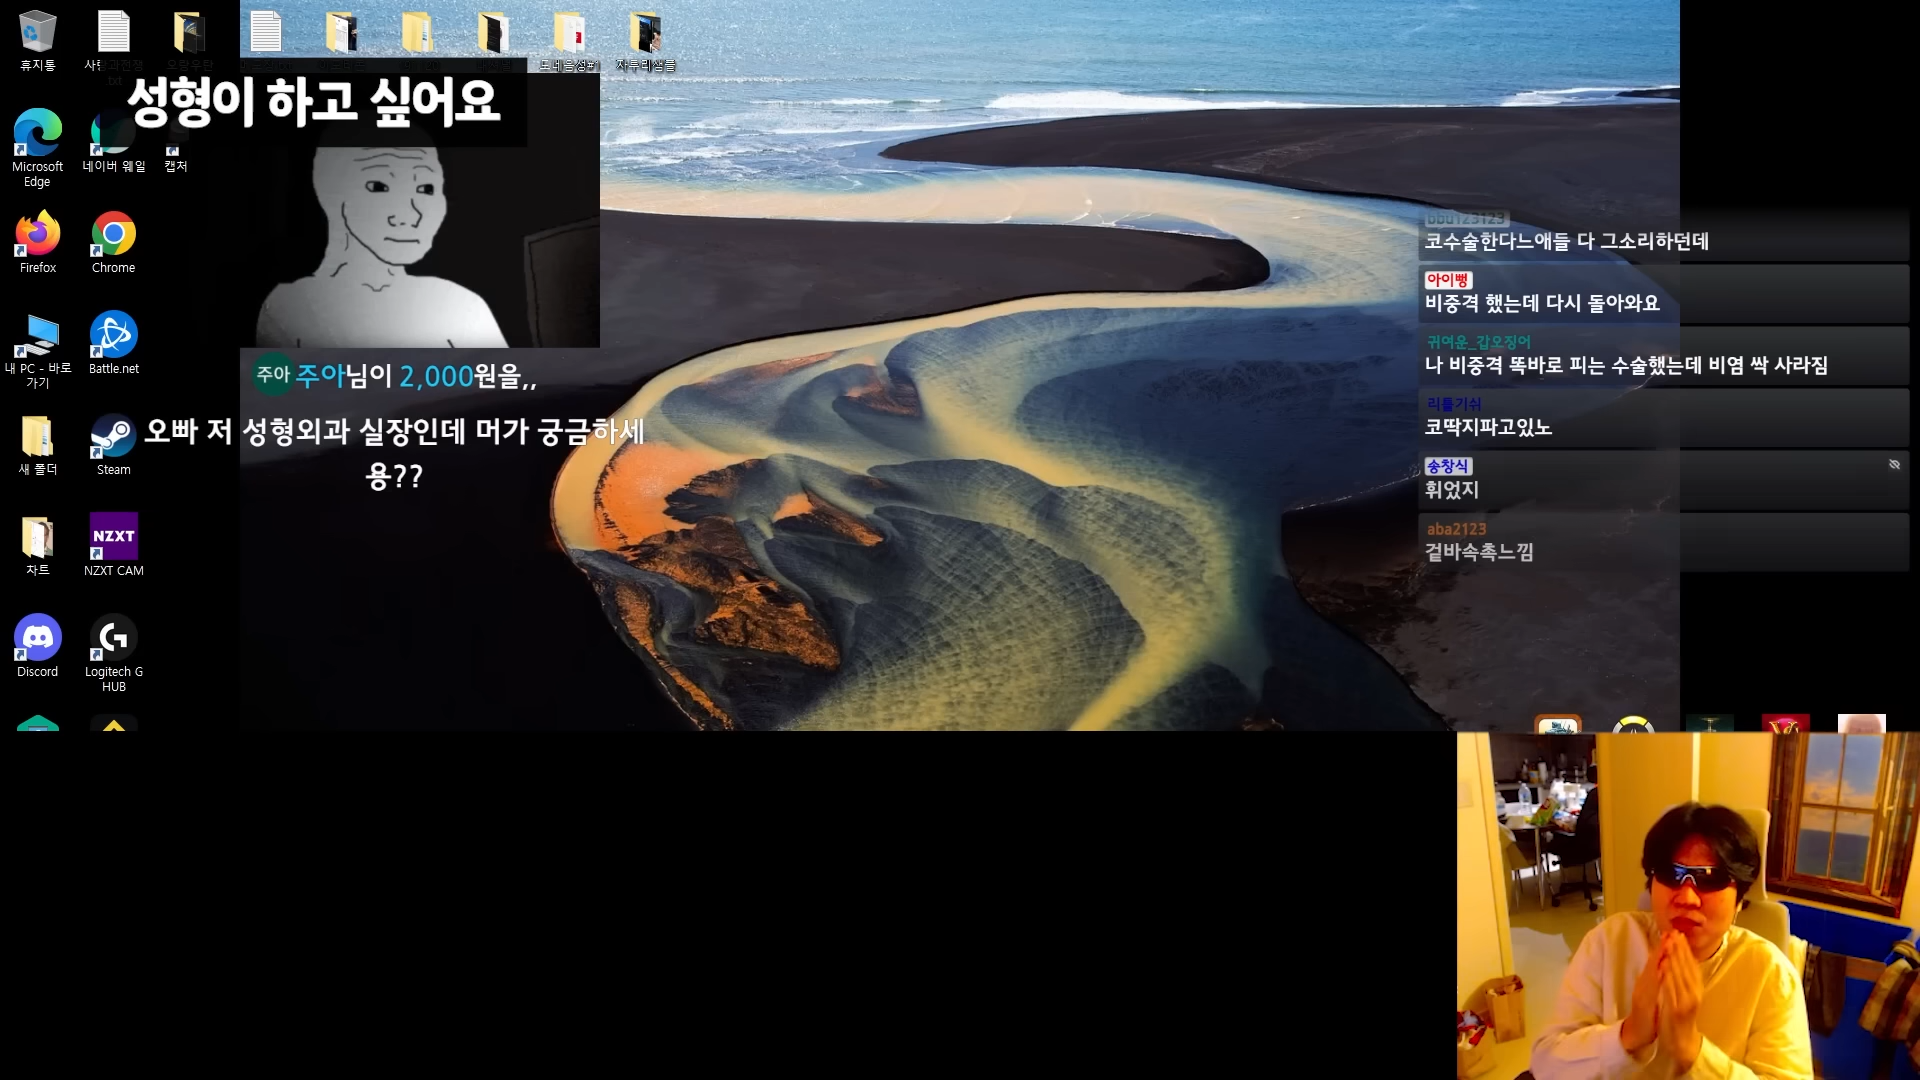 휴지통
성형이 하고 싶어요
Microsoft
Edge
네이버 웨일
캡처
Firefox
Chrome
내 PC - 바로
가기
Battle.net
새 폴더
Steam
차트
NZXT
NZXT CAM
Discord
Logitech G
HUB
자투리샘플
주아 주아님이 2,000원을,,
오빠 저 성형외과 실장인데 머가 궁금하세
용??
bbu123123
코수술한다느애들 다 그소리하던데
아이뻥
비중격 했는데 다시 돌아와요
귀여운_갑오징어
나 비중격 똑바로 피는 수술했는데 비염 싹 사라짐
리틀기쉬
코딱지파고있노
송창식
휘었지
aba2123
겉바속촉느낌